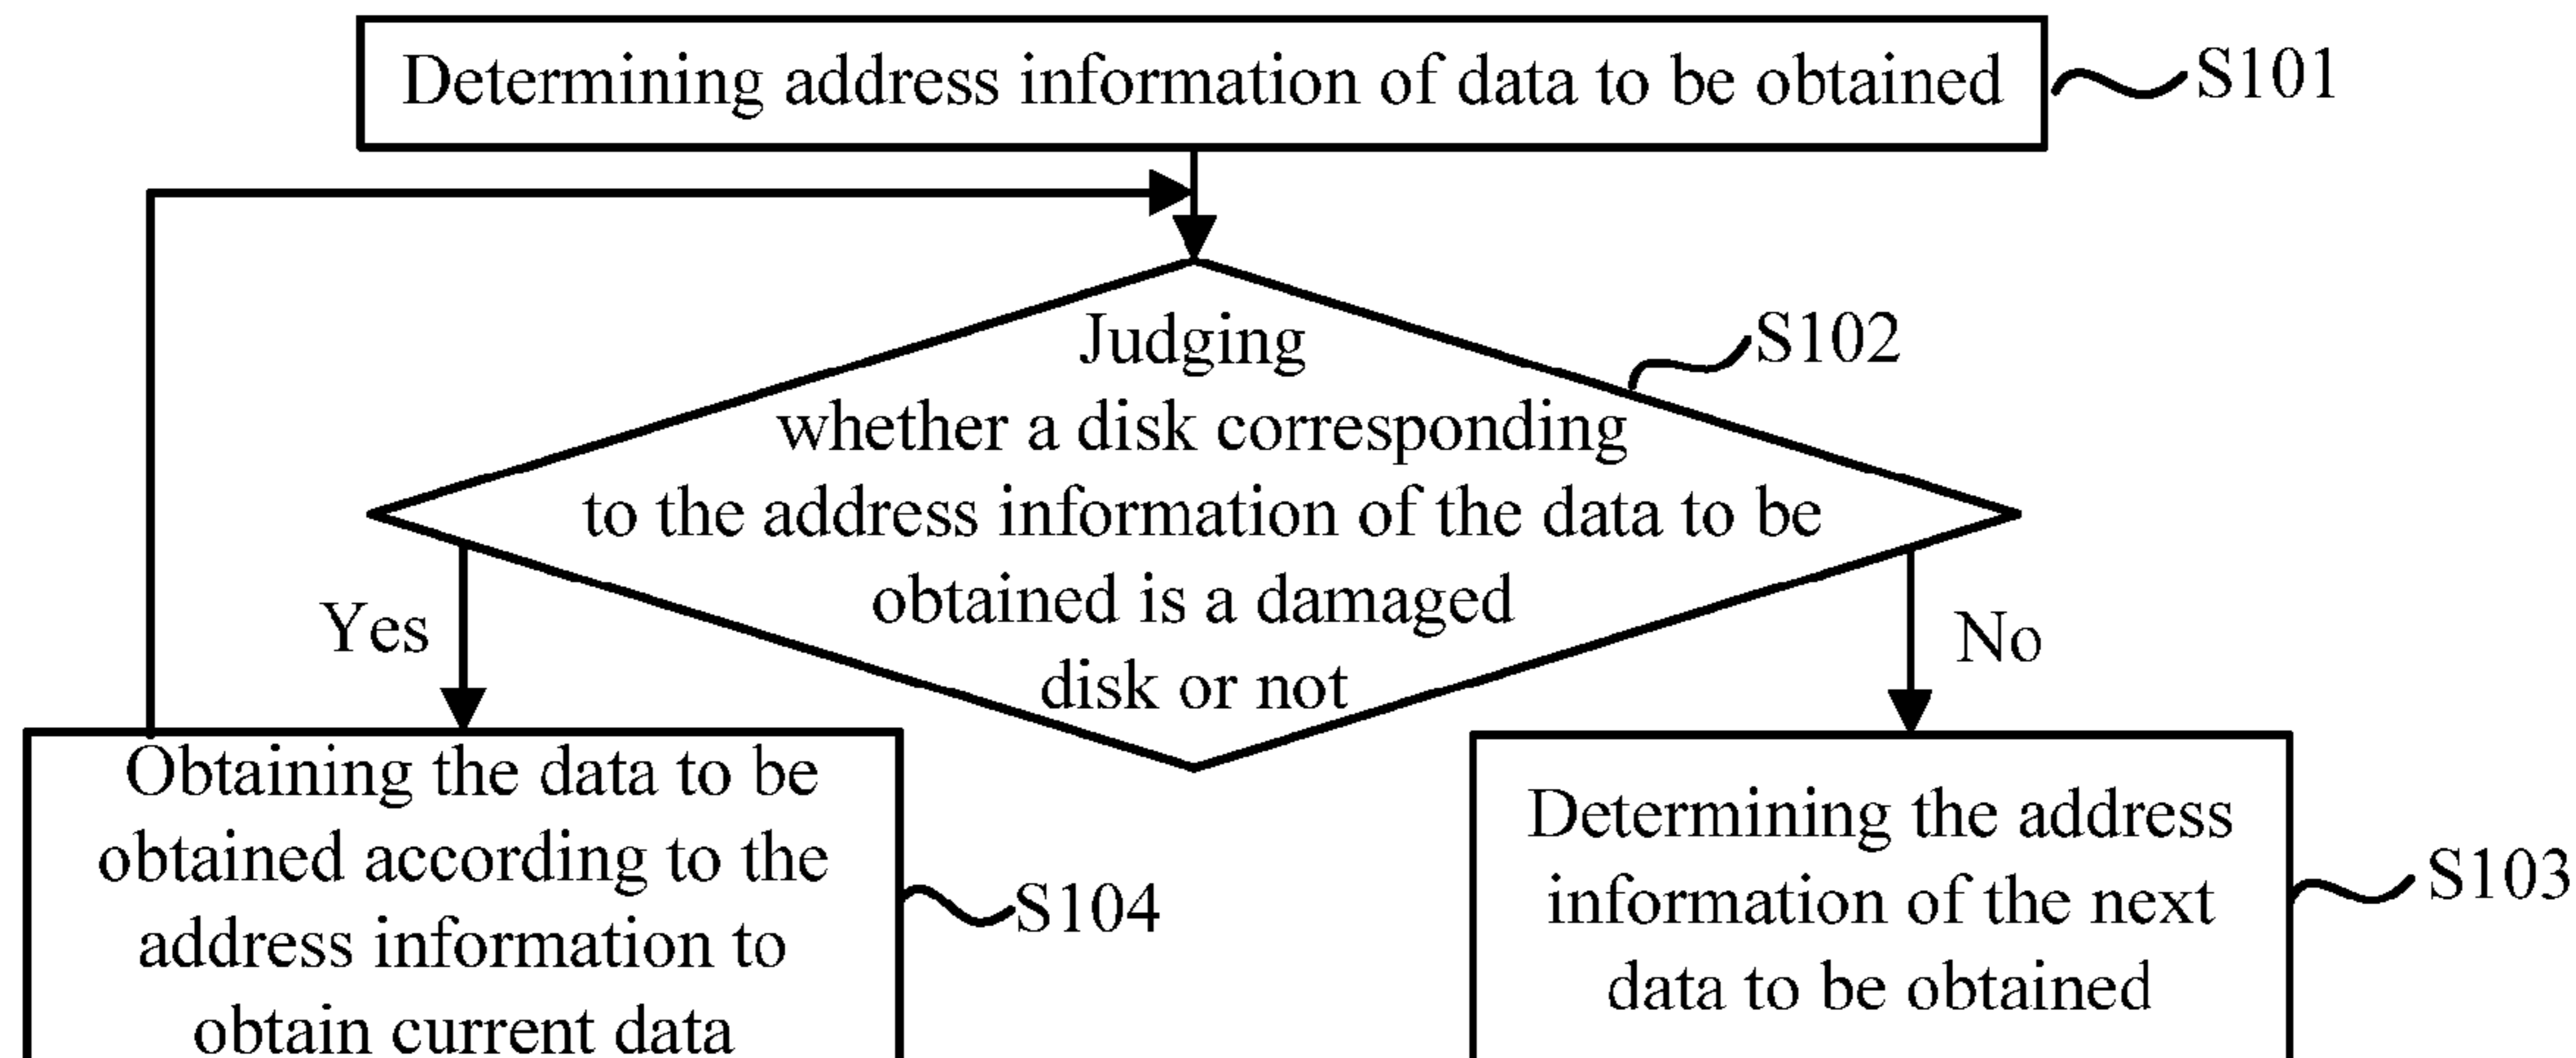 Determining address information of data to be obtained
S101
Judging
whether a disk corresponding
to the address information of the data to be
obtained is a damaged
disk or not
S102
Yes
No
Obtaining the data to be
obtained according to the
address information to
obtain current data
S104
Determining the address
information of the next
data to be obtained
S103